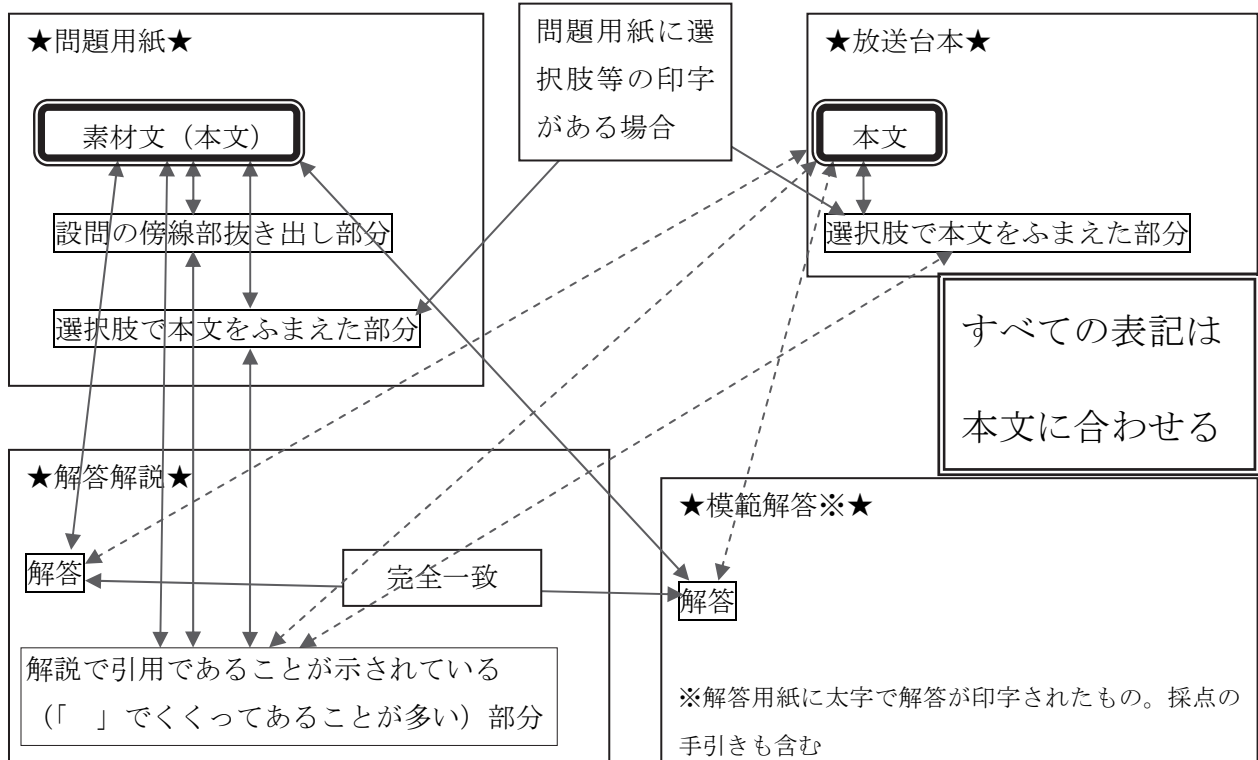 ★問題用紙★
素材文（本文）
設問の傍線部抜き出し部分
選択肢で本文をふまえた部分
問題用紙に選
択肢等の印字
がある場合
★放送台本★
本文
選択肢で本文をふまえた部分
すべての表記は
本文に合わせる
★解答解説★
解答
完全一致
解説で引用であることが示されている
（「　」でくくってあることが多い）部分
★模範解答※★
解答
※解答用紙に太字で解答が印字されたもの。採点の
手引きも含む